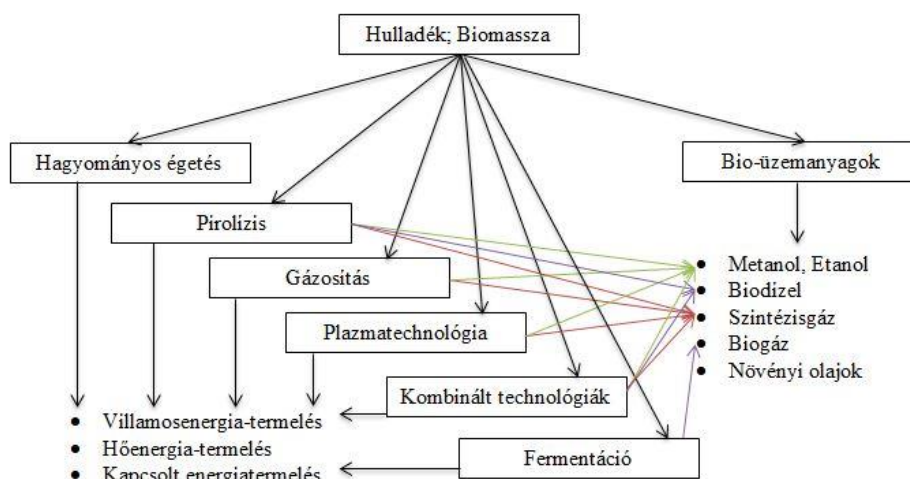 Hulladék; Biomassza
Hagyományos égetés
Bio-üzemanyagok
Pirolízis
Gázosítás
Plazmatechnológia
Kombinált technológiák
Fermentáció
• Metanol, Etanol
• Biodízel
• Szintézisgáz
• Biogáz
• Növényi olajok
• Villamosenergia-termelés
• Hőenergia-termelés
• Kapcsolt energiatermelés